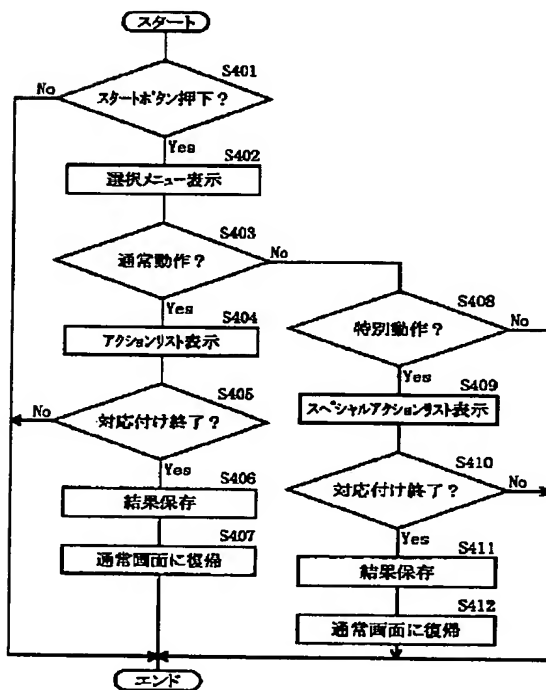 スタート
S401
No
スタートボタン押下？
Yes
S402
選択メニュー表示
S403
通常動作？
No
Yes
S404
アクションリスト表示
S405
No
対応付け終了？
Yes
S406
結果保存
S407
通常画面に復帰
S408
特別動作？
No
Yes
S409
スペシャルアクションリスト表示
S410
対応付け終了？
No
Yes
S411
結果保存
S412
通常画面に復帰
エンド